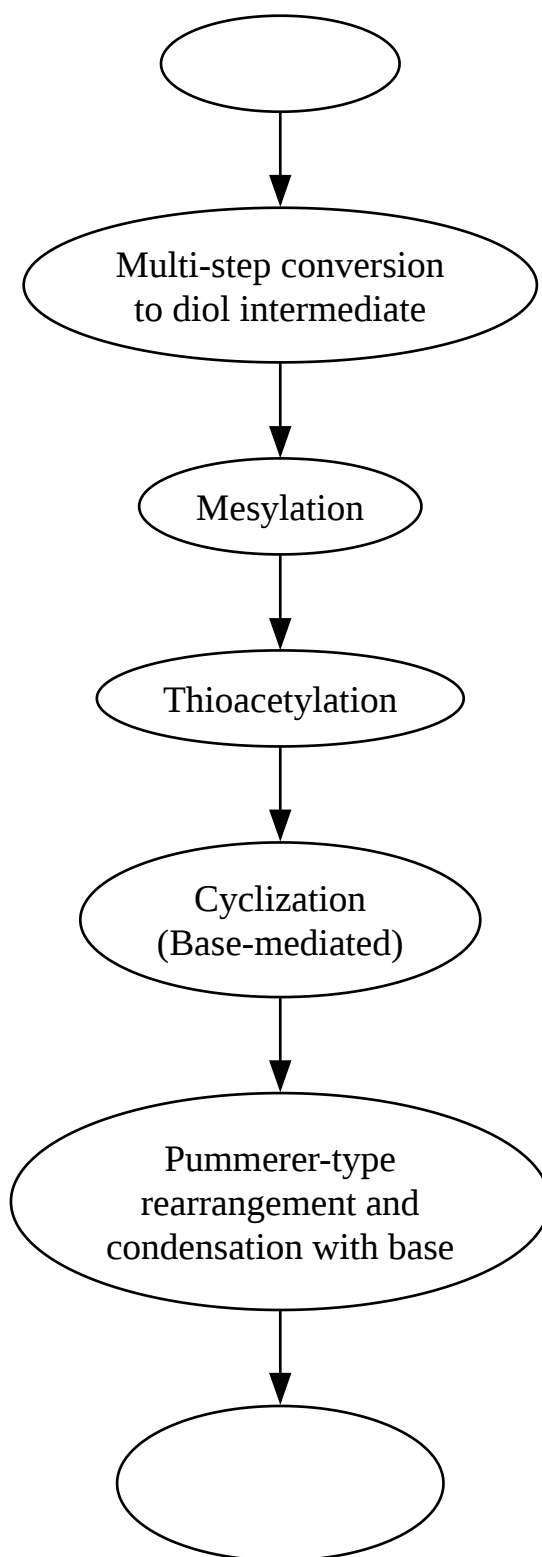 Multi-step conversion
to diol intermediate
Mesylation
Thioacetylation
Cyclization
(Base-mediated)
Pummerer-type
rearrangement and
condensation with base